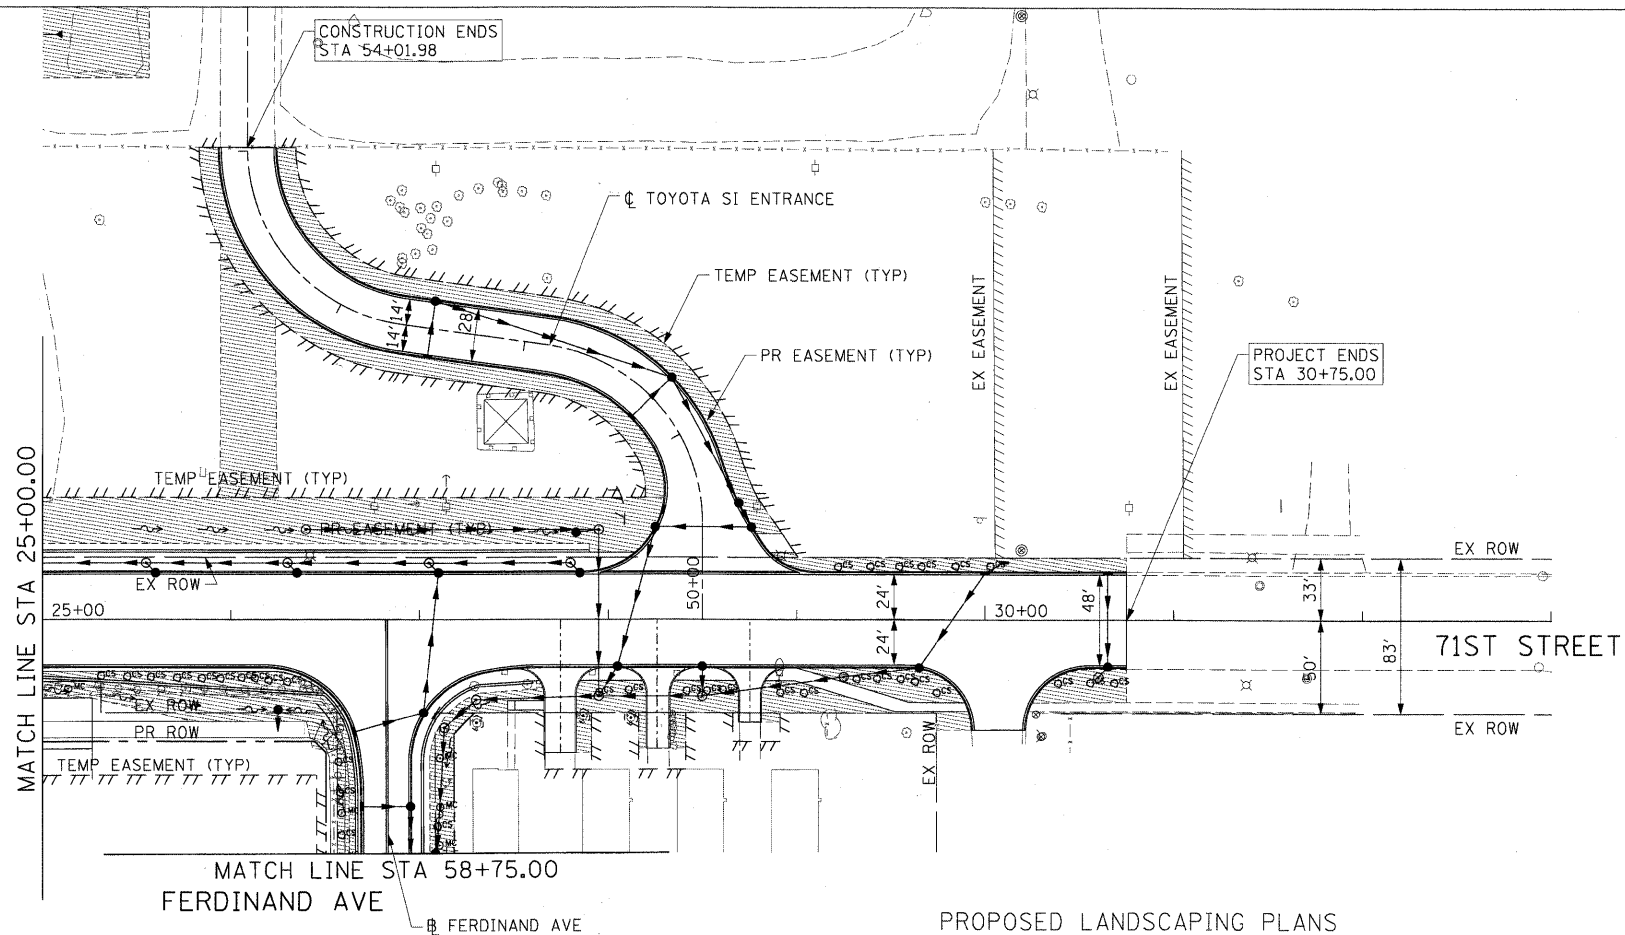 CONSTRUCTION ENDS
STA 54+01.98
℄ TOYOTA SI ENTRANCE
TEMP EASEMENT (TYP)
PR EASEMENT (TYP)
EX EASEMENT
EX EASEMENT
PROJECT ENDS
STA 30+75.00
14'
14'
28'
MATCH LINE STA 25+00.00
TEMP EASEMENT (TYP)
PR EASEMENT (TYP)
EX ROW
25+00
50+00
30+00
24'
24'
48'
33'
50'
83'
EX ROW
71ST STREET
EX ROW
EX ROW
EX ROW
PR ROW
TEMP EASEMENT (TYP)
MATCH LINE STA 58+75.00
FERDINAND AVE
FERDINAND AVE
PROPOSED LANDSCAPING PLANS